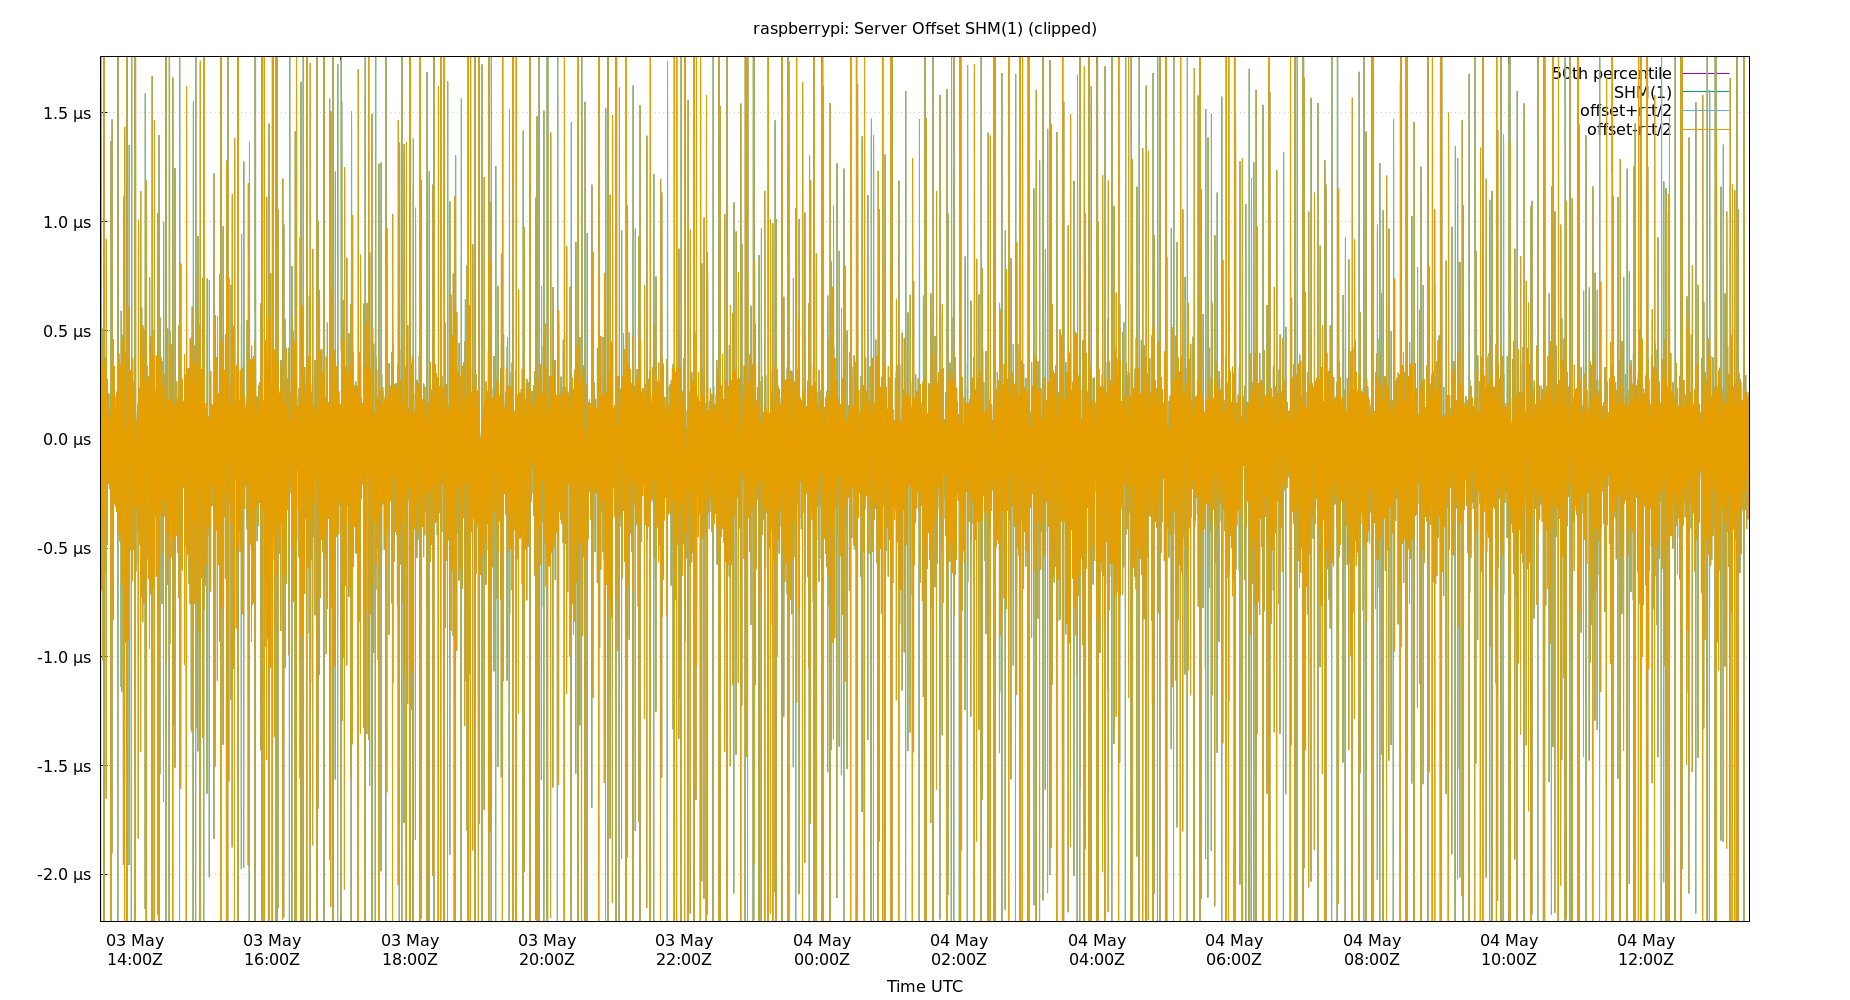 raspberrypi: Server Offset SHM(1) (clipped)
50th percentile
SHM(1)
offset+rtt/2
offset-rtt/2
1.5 µs
1.0 µs
0.5 µs
0.0 µs
-0.5 µs
-1.0 µs
-1.5 µs
-2.0 µs
03 May 03 May 03 May 03 May 03 May 04 May 04 May 04 May 04 May 04 May 04 May 04 May
14:00Z 16:00Z 18:00Z 20:00Z 22:00Z 00:00Z 02:00Z 04:00Z 06:00Z 08:00Z 10:00Z 12:00Z
Time UTC